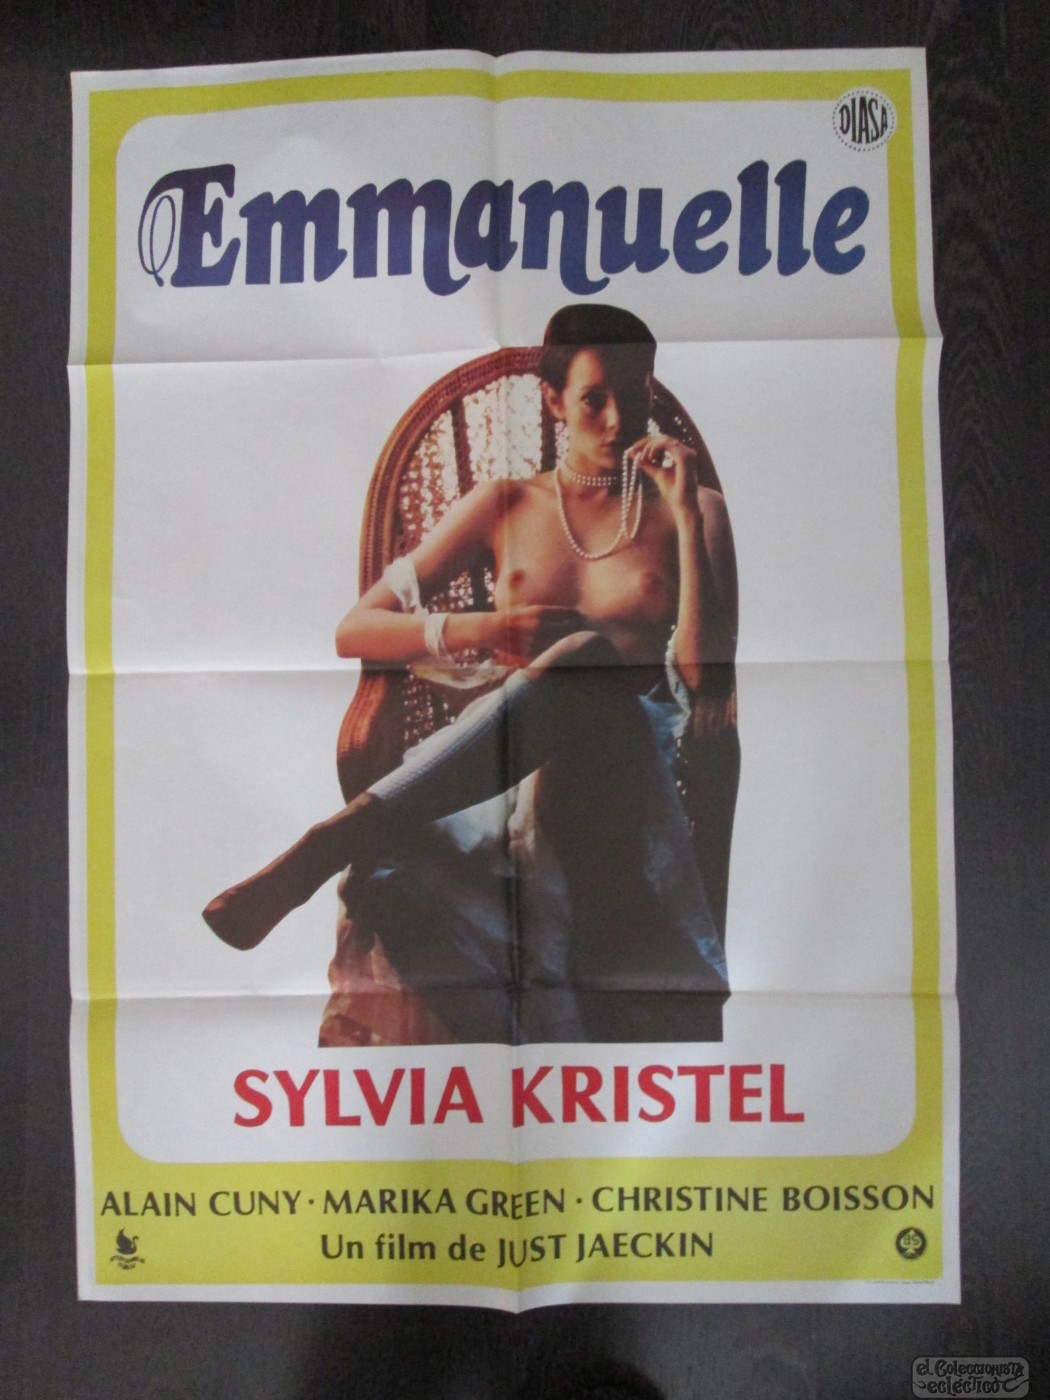 DIASA
Emmanuelle
SYLVIA KRISTEL
ALAIN CUNY · MARIKA GREEN · CHRISTINE BOISSON
Un film de JUST JAECKIN
el Coleccionista
ecléctico